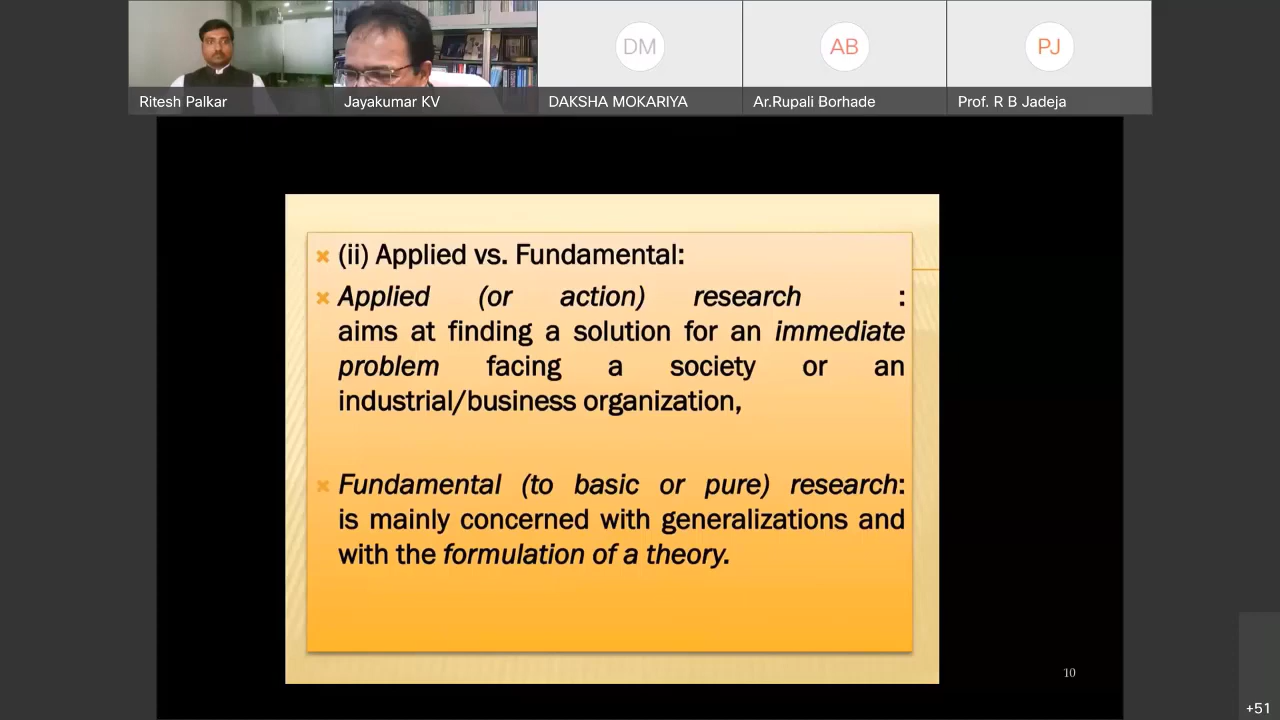 DM
AB
PJ
Ritesh Palkar
Jayakumar KV
DAKSHA MOKARIYA
Ar.Rupali Borhade
Prof. R B Jadeja
(ii) Applied vs. Fundamental:
Applied (or action) research :
aims at finding a solution for an immediate
problem facing a society or an
industrial/business organization,
Fundamental (to basic or pure) research:
is mainly concerned with generalizations and
with the formulation of a theory.
10
+51